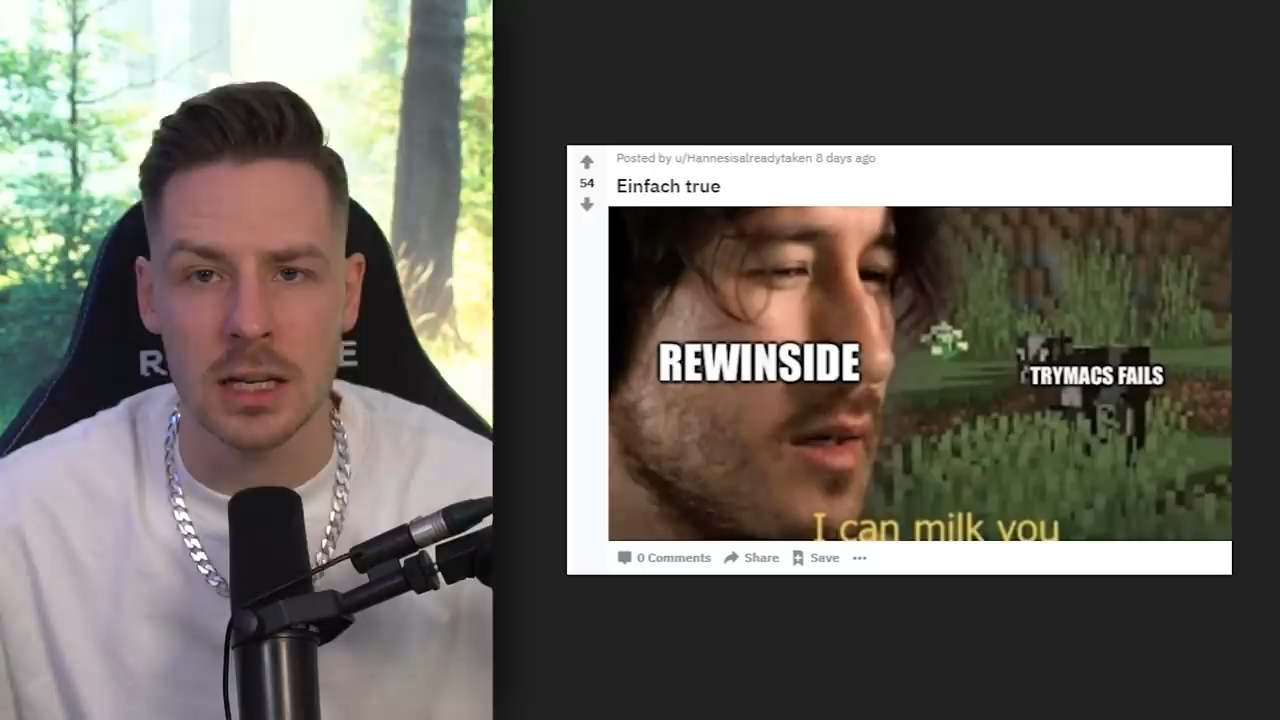 R E
Posted by u/Hannesisalreadytaken 8 days ago
54
Einfach true
REWINSIDE
TRYMACS FAILS
I can milk you
0 Comments Share Save